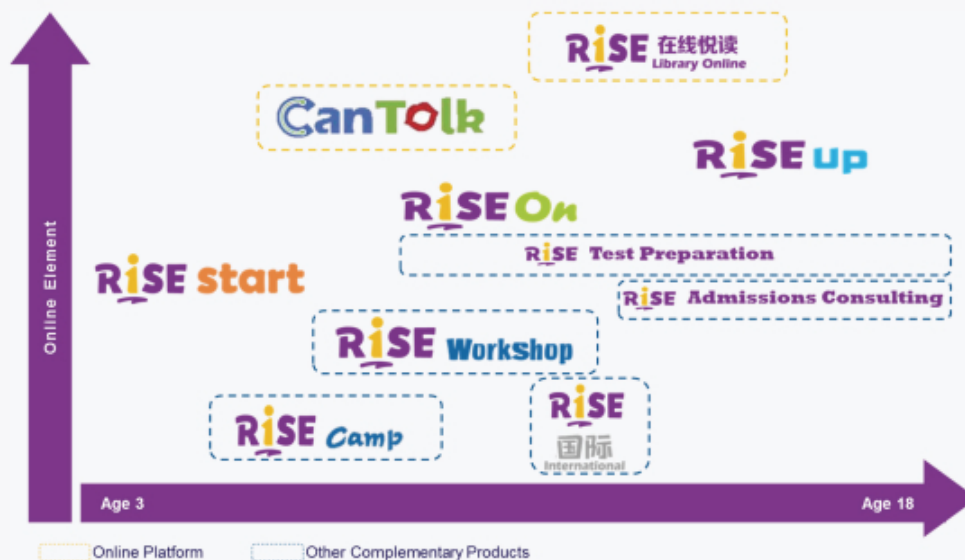 RiSE 在线悦读
Library Online
CanTalk
RiSE up
RiSE On
RiSE Test Preparation
RiSE start
RiSE Admissions Consulting
RiSE Workshop
RiSE
国际
International
RiSE Camp
Online Element
Age 3
Age 18
Online Platform
Other Complementary Products